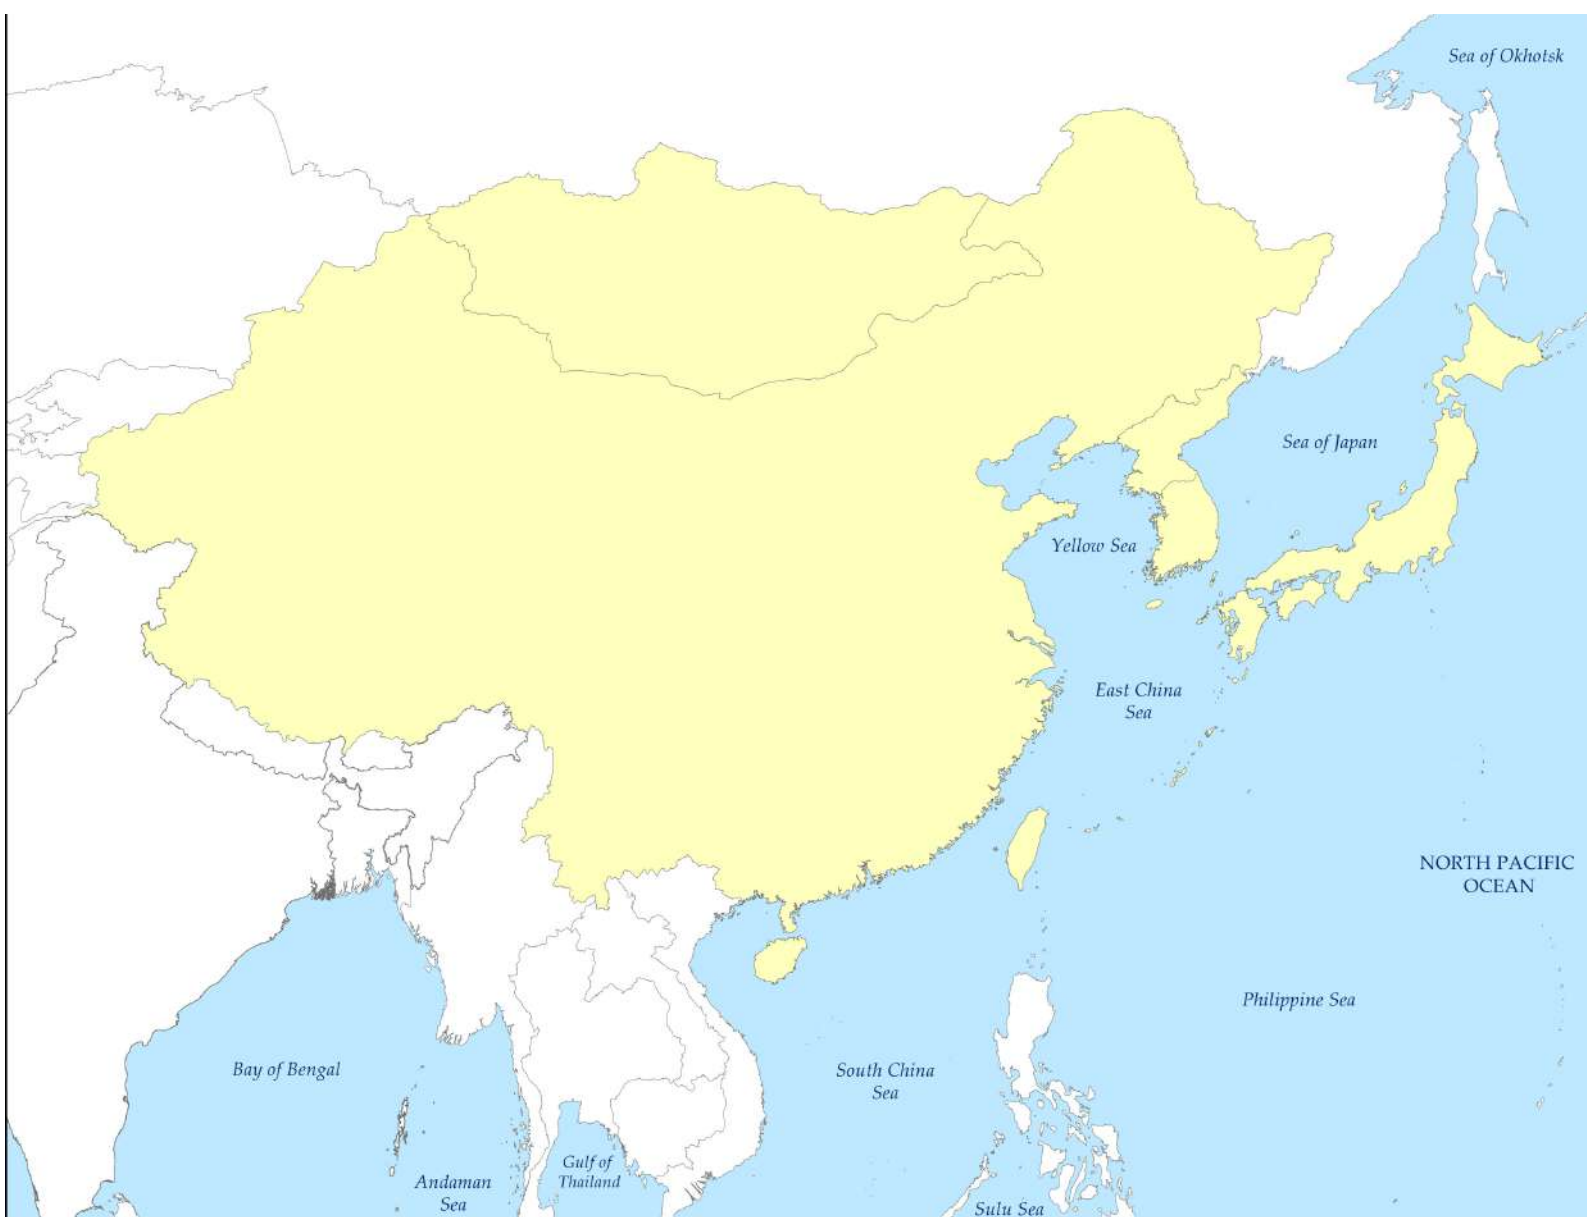 Sea of Okhotsk
Sea of Japan
Yellow Sea
East China
Sea
NORTH PACIFIC
OCEAN
Philippine Sea
Bay of Bengal
South China
Sea
Gulf of
Thailand
Andaman
Sea
Sulu Sea